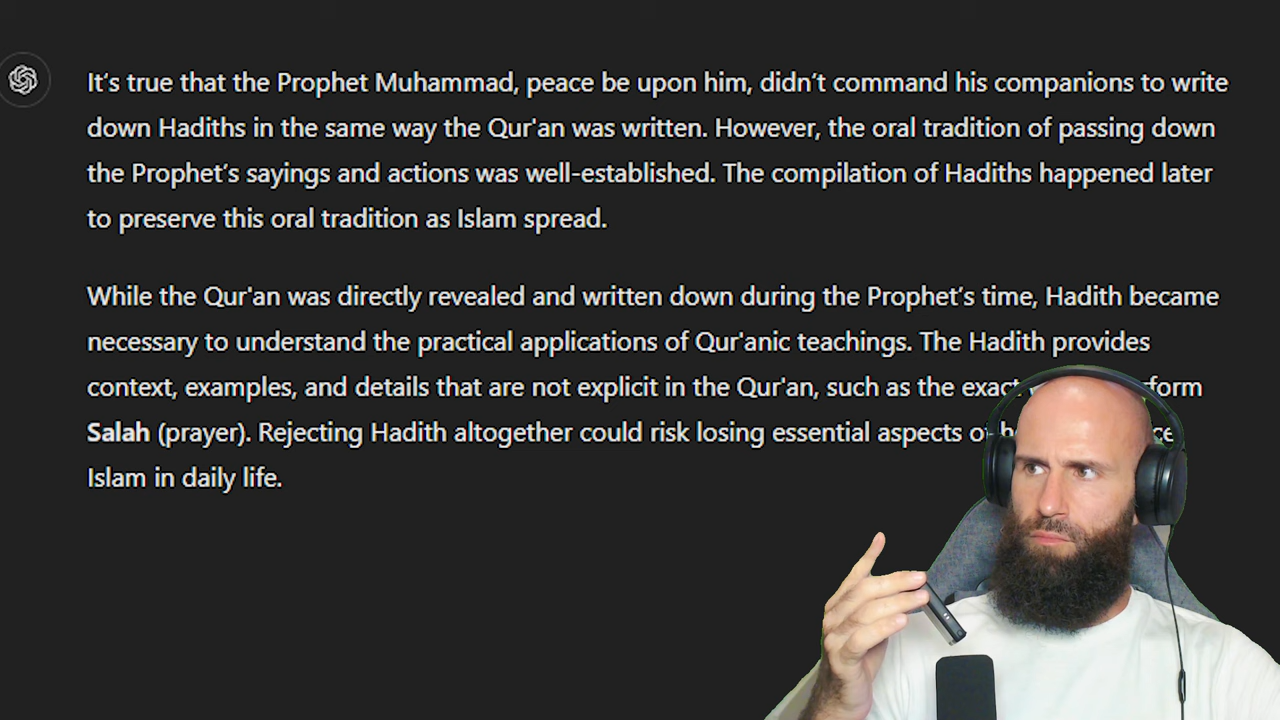 It's true that the Prophet Muhammad, peace be upon him, didn't command his companions to write
down Hadiths in the same way the Qur'an was written. However, the oral tradition of passing down
the Prophet's sayings and actions was well-established. The compilation of Hadiths happened later
to preserve this oral tradition as Islam spread.
While the Qur'an was directly revealed and written down during the Prophet's time, Hadith became
necessary to understand the practical applications of Qur'anic teachings. The Hadith provides
context, examples, and details that are not explicit in the Qur'an, such as the exact
Salah (prayer). Rejecting Hadith altogether could risk losing essential aspects of
Islam in daily life.